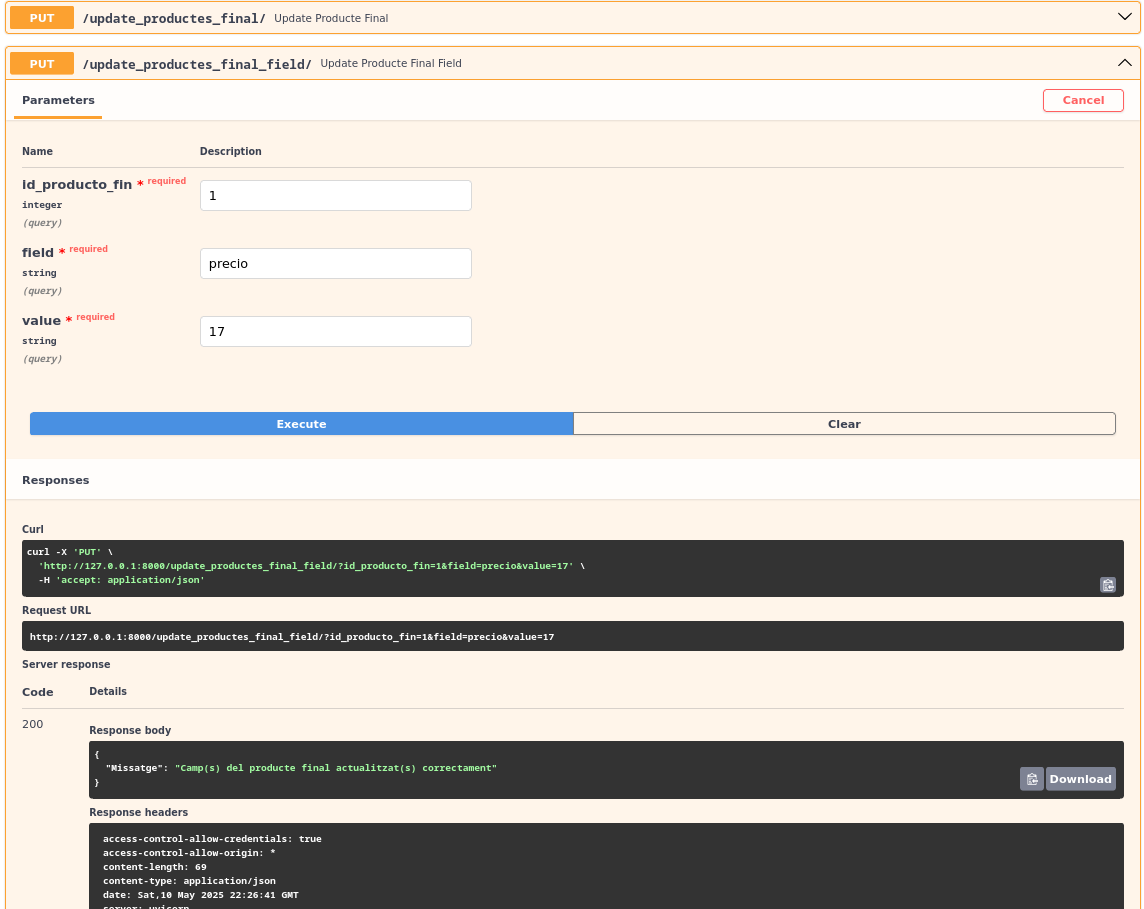 PUT /update_productes_final/ Update Producte Final
PUT /update_productes_final_field/ Update Producte Final Field
Parameters
Cancel
Name Description
id_producto_fin * required
integer
(query)
1
field * required
string
(query)
precio
value * required
string
(query)
17
Execute Clear
Responses
Curl
curl -X 'PUT' \
'http://127.0.0.1:8000/update_productes_final_field/?id_producto_fin=1&field=precio&value=17' \
-H 'accept: application/json'
Request URL
http://127.0.0.1:8000/update_productes_final_field/?id_producto_fin=1&field=precio&value=17
Server response
Code Details
200
Response body
{
"Missatge": "Camp(s) del producte final actualitzat(s) correctament"
}
Download
Response headers
access-control-allow-credentials: true
access-control-allow-origin: *
content-length: 69
content-type: application/json
date: Sat,10 May 2025 22:26:41 GMT
server: uvicorn